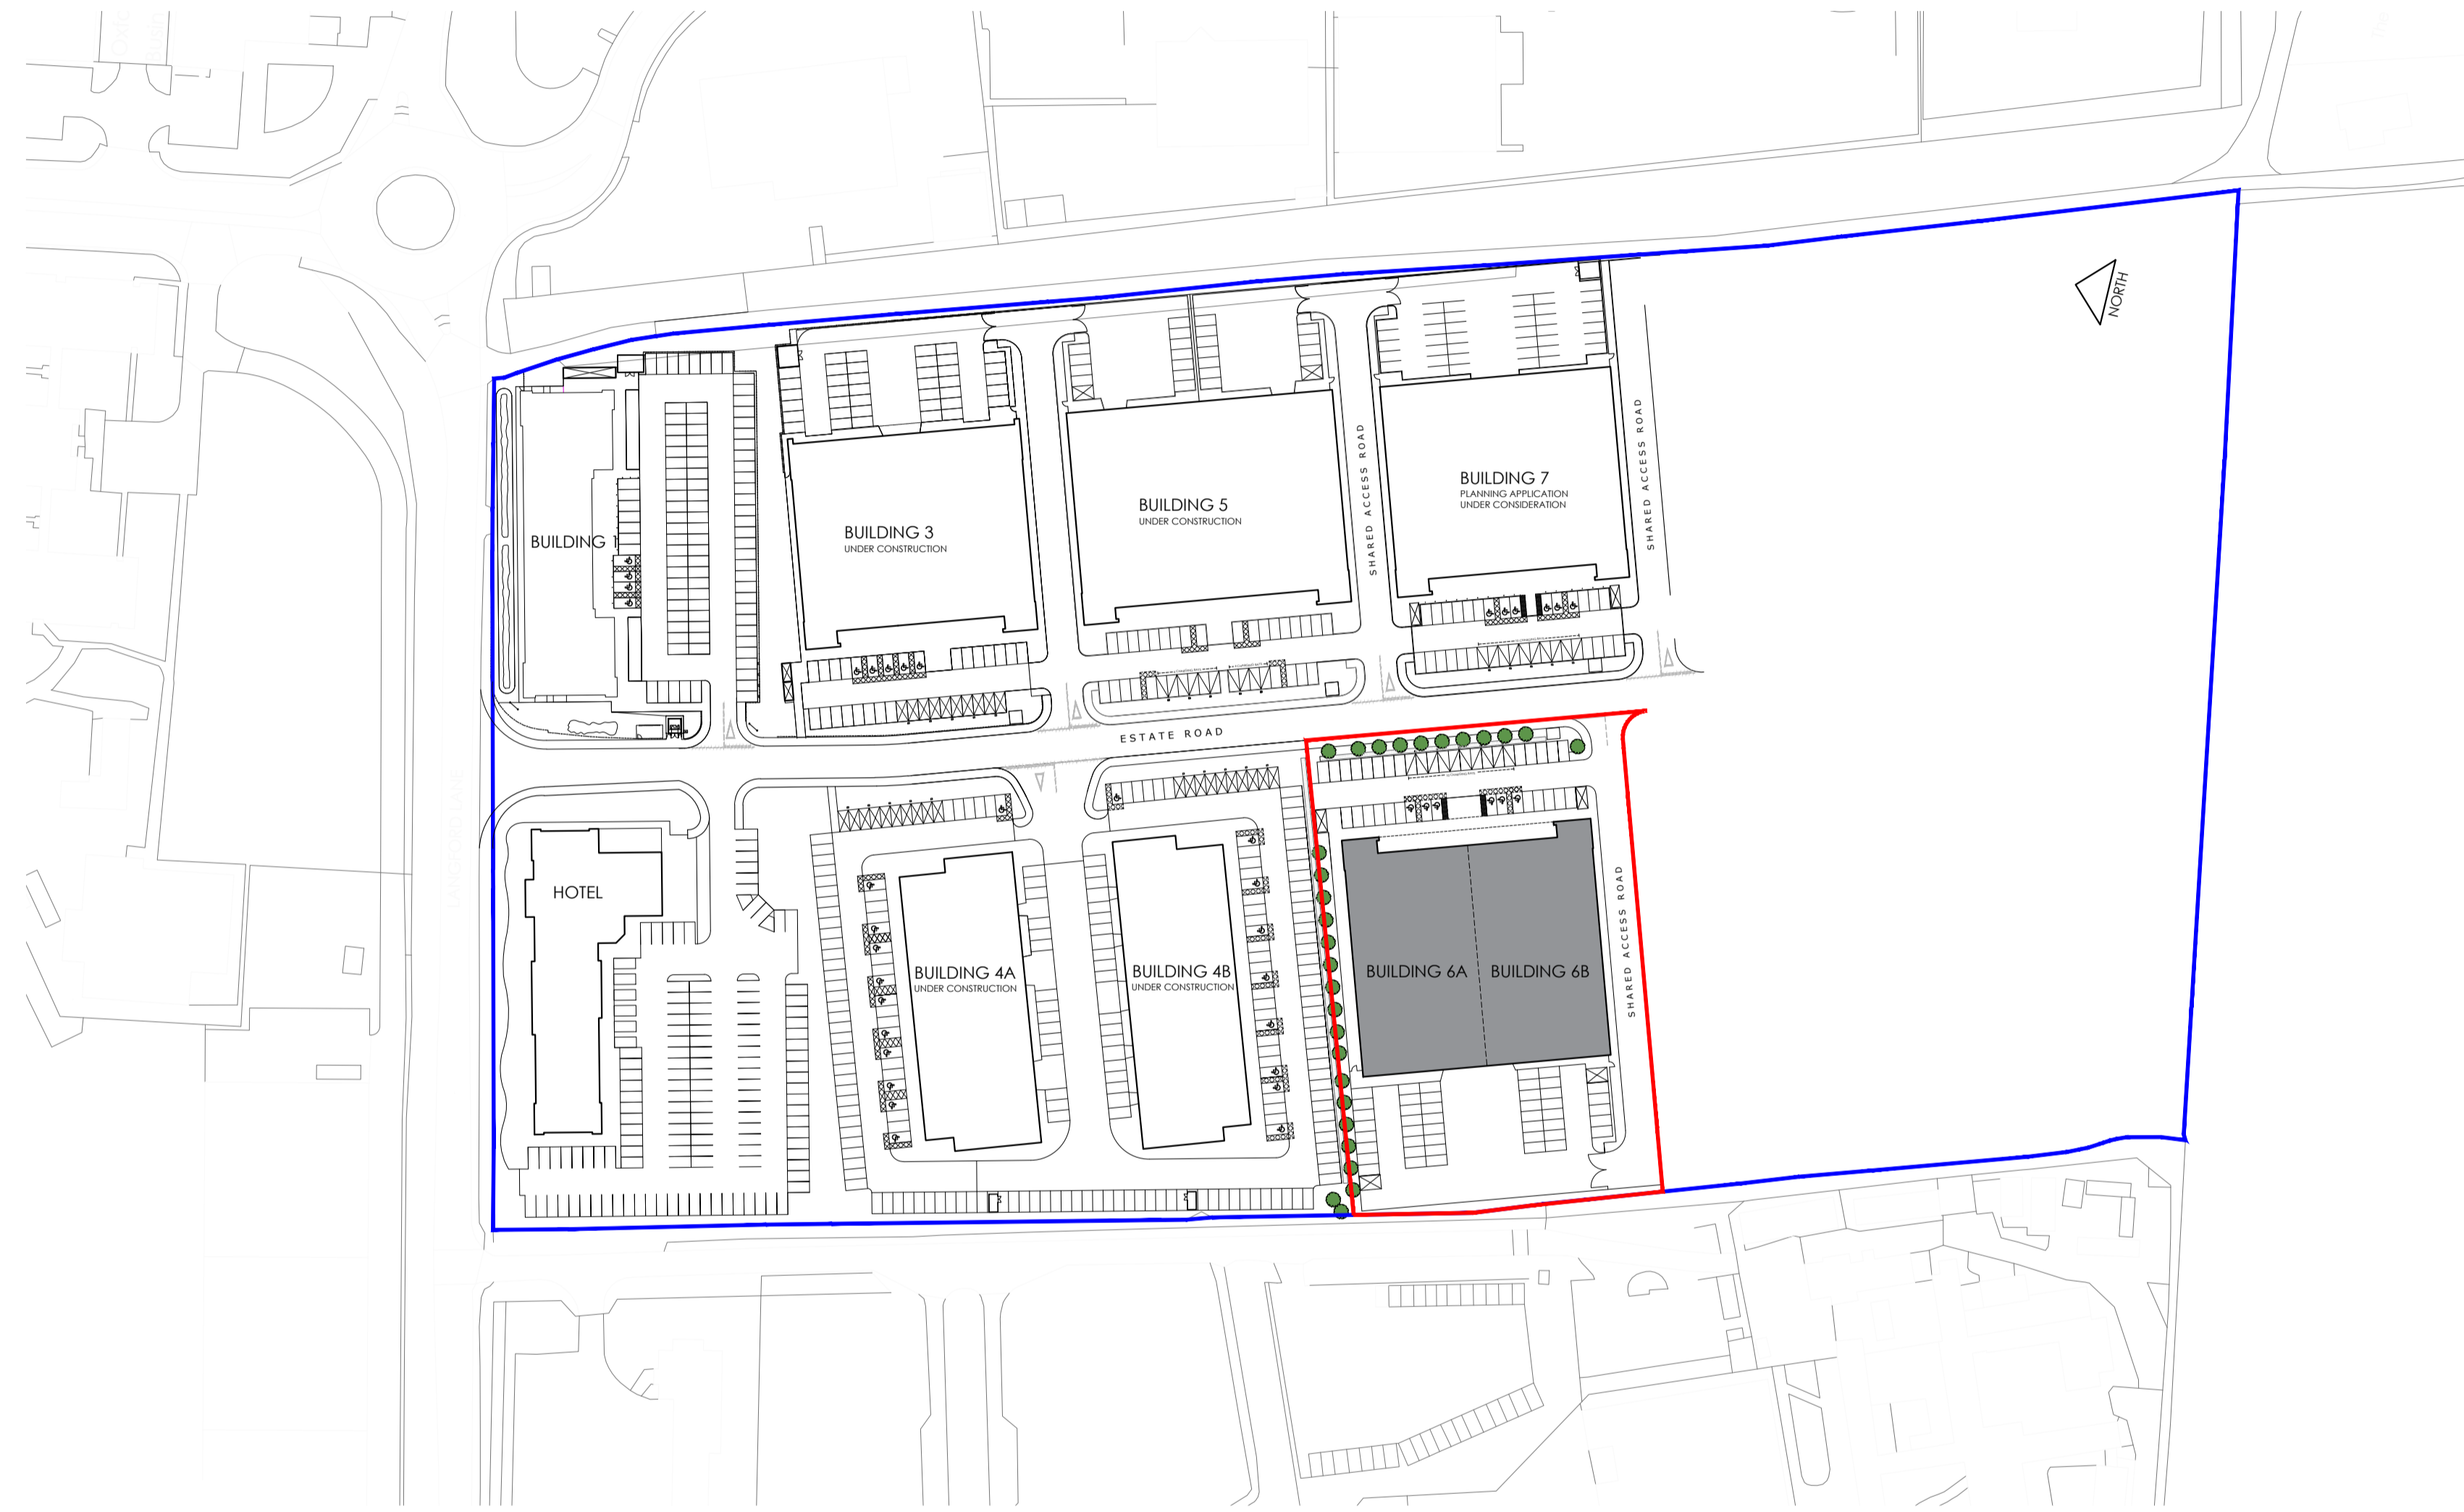 NORTH
BUILDING 1
BUILDING 3
UNDER CONSTRUCTION
BUILDING 5
UNDER CONSTRUCTION
SHARED ACCESS ROAD
BUILDING 7
PLANNING APPLICATION
UNDER CONSIDERATION
SHARED ACCESS ROAD
ESTATE ROAD
LANGFORD LANE
HOTEL
BUILDING 4A
UNDER CONSTRUCTION
BUILDING 4B
UNDER CONSTRUCTION
BUILDING 6A
BUILDING 6B
SHARED ACCESS ROAD